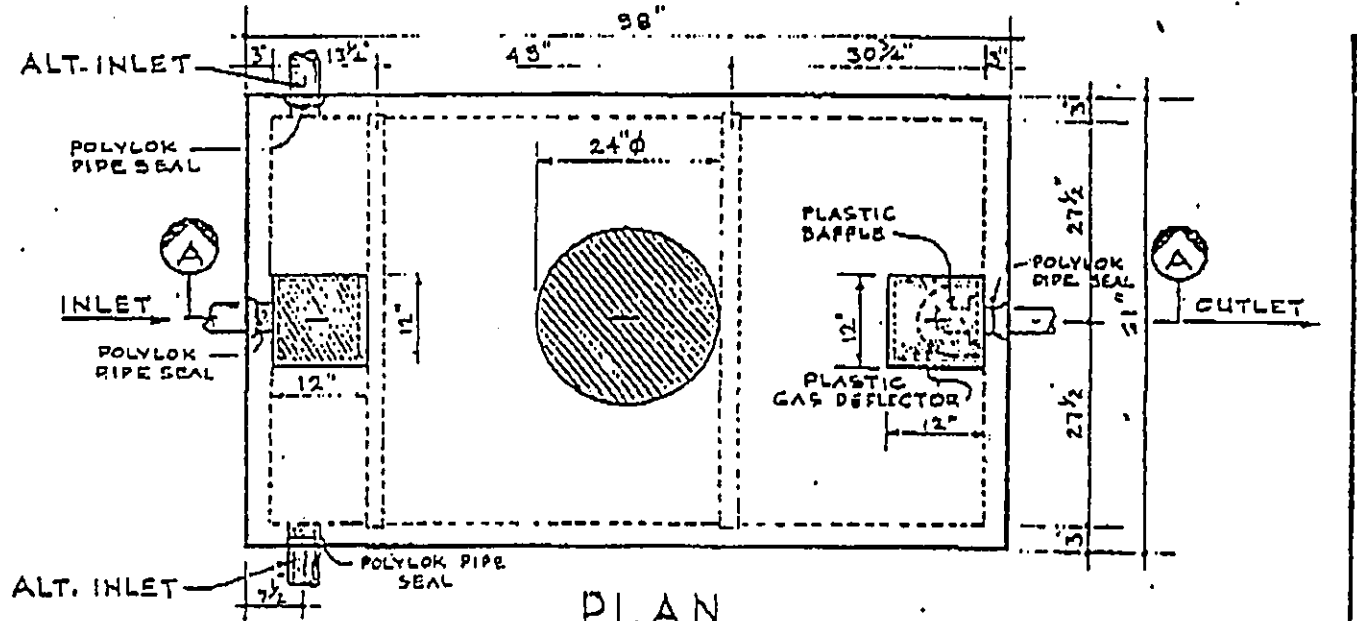 98"
3"
13½"
48"
30¾"
3"
ALT. INLET
POLYLOK
PIPE SEAL
24"ϕ
3"
27½"
PLASTIC
BAFFLE
A
A
POLYLOK
PIPE SEAL
INLET
12"
12"
OUTLET
POLYLOK
PIPE SEAL
12"
PLASTIC
GAS DEFLECTOR
12"
27½
3"
POLYLOK PIPE
SEAL
ALT. INLET
7½
PLAN